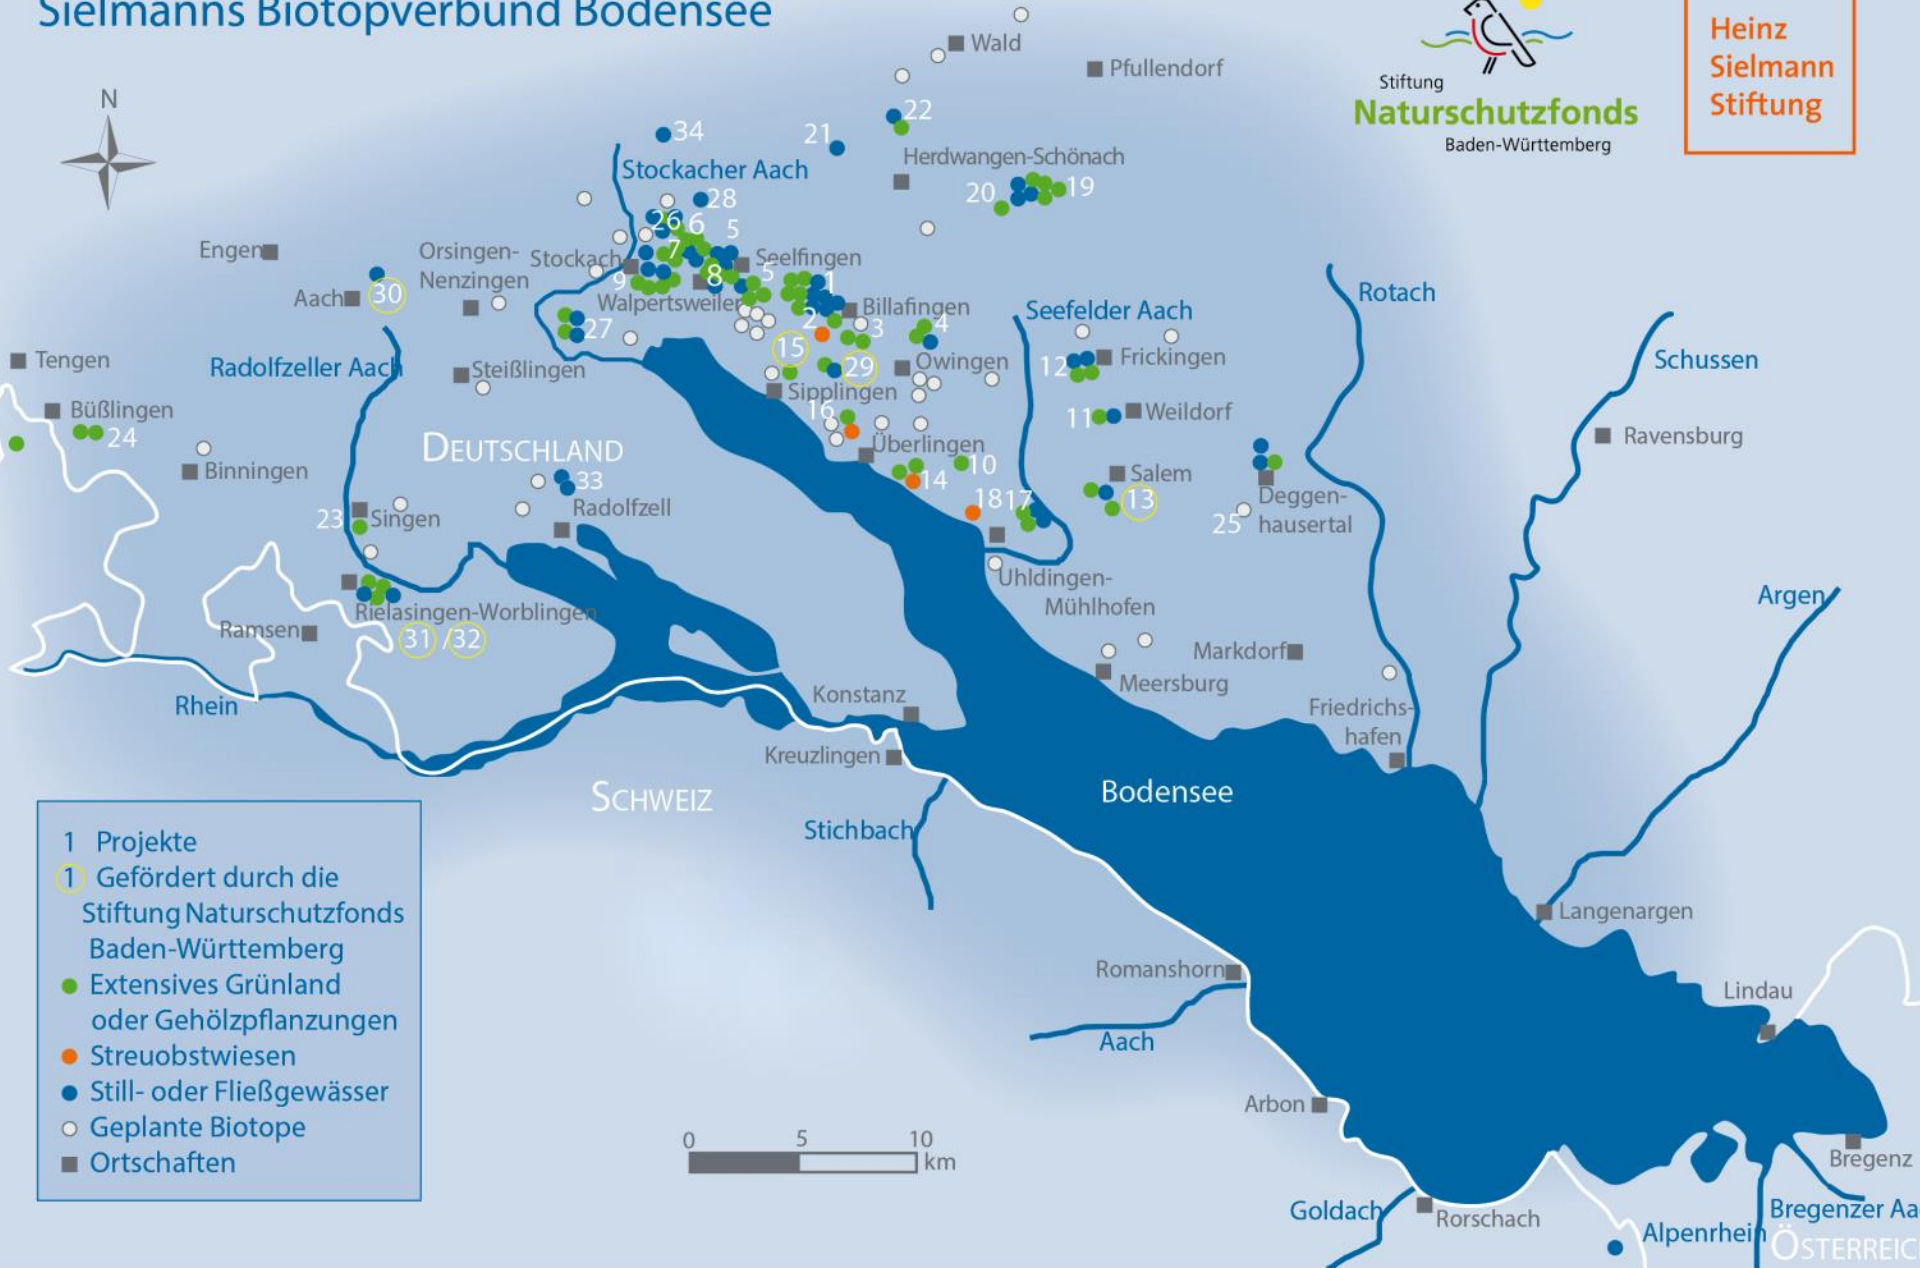 Sielmanns Biotopverbund Bodensee
Heinz
Sielmann
Stiftung
Stiftung
Naturschutzfonds
Baden-Württemberg
N
Wald
Pfullendorf
22
34
21
Stockacher Aach
Herdwangen-Schönach
28
20
19
26
6
5
Engen
Orsingen-
Nenzingen
Stockach
7
Seelfingen
Aach
30
9
8
5
1
Walpertsweiler
Billafingen
Seefelder Aach
Rotach
27
2
3
4
15
29
Owingen
12
Frickingen
Schussen
Tengen
Radolfzeller Aach
Steißlingen
Sipplingen
Büßlingen
24
16
11
Weildorf
Ravensburg
DEUTSCHLAND
Überlingen
Binningen
33
14
10
Salem
13
Deggen-
hausertal
25
Radolfzell
18
17
23
Singen
Uhldingen-
Mühlhofen
Argen
Rielasingen-Worblingen
Ramsen
31 / 32
Markdorf
Meersburg
Rhein
Konstanz
Friedrichs-
hafen
Kreuzlingen
SCHWEIZ
Bodensee
Stichbach
1 Projekte
1 Gefördert durch die
Stiftung Naturschutzfonds
Baden-Württemberg
Extensives Grünland
oder Gehölzpflanzungen
Streuobstwiesen
Still- oder Fließgewässer
Geplante Biotope
Ortschaften
Langenargen
Romanshorn
Lindau
Aach
Arbon
0 5 10
km
Bregenz
Goldach
Rorschach
Alpenrhein
Bregenzer Aa
ÖSTERREIC